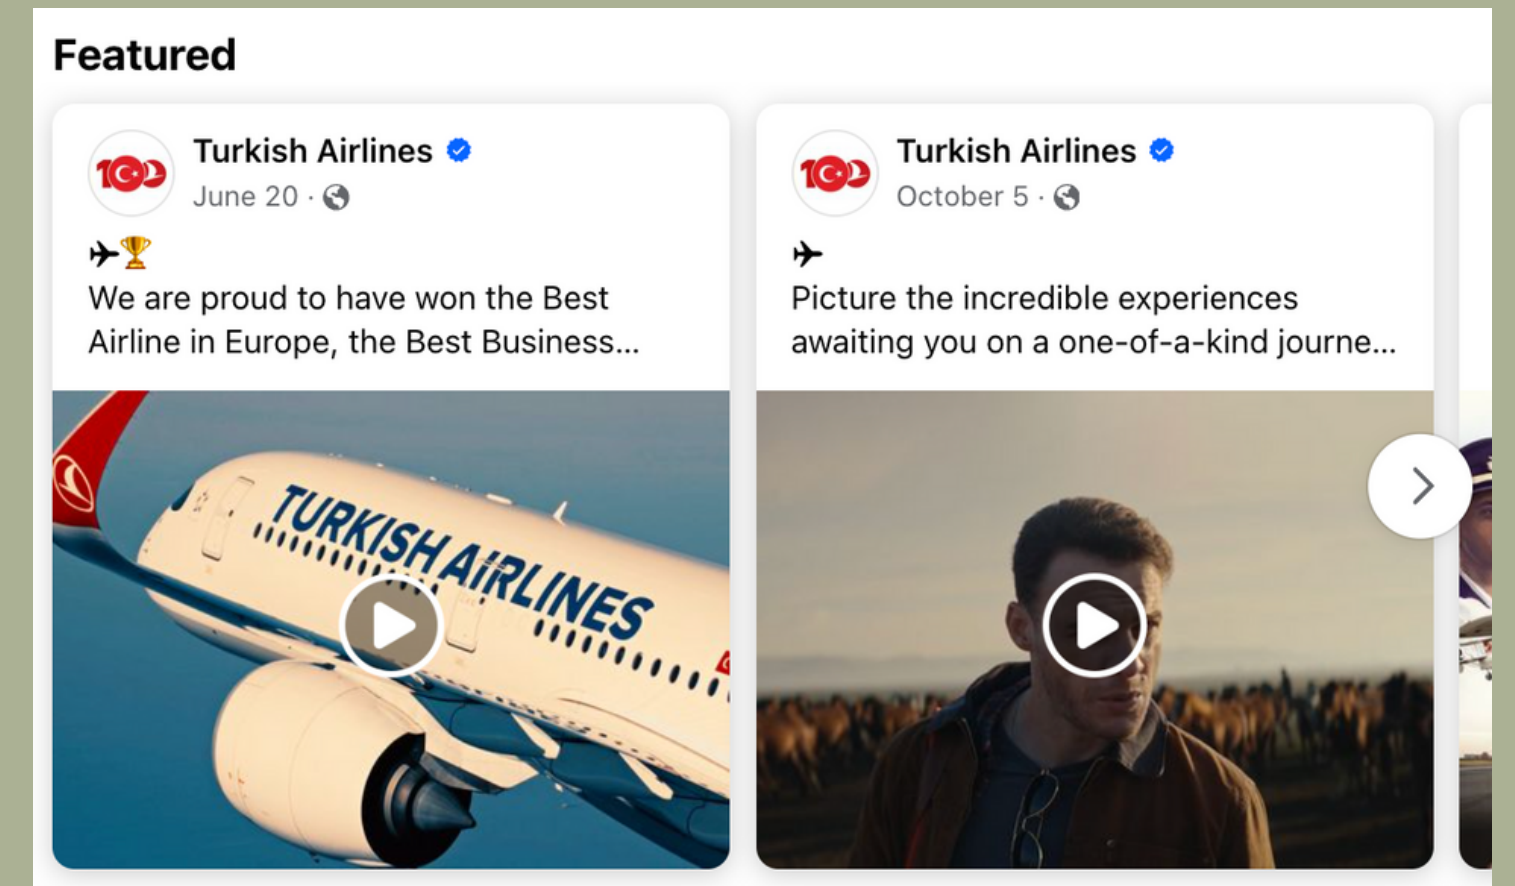 Featured
Turkish Airlines
June 20 ·
✈🏆
We are proud to have won the Best
Airline in Europe, the Best Business...
TURKISH AIRLINES
Turkish Airlines
October 5 ·
✈
Picture the incredible experiences
awaiting you on a one-of-a-kind journe...